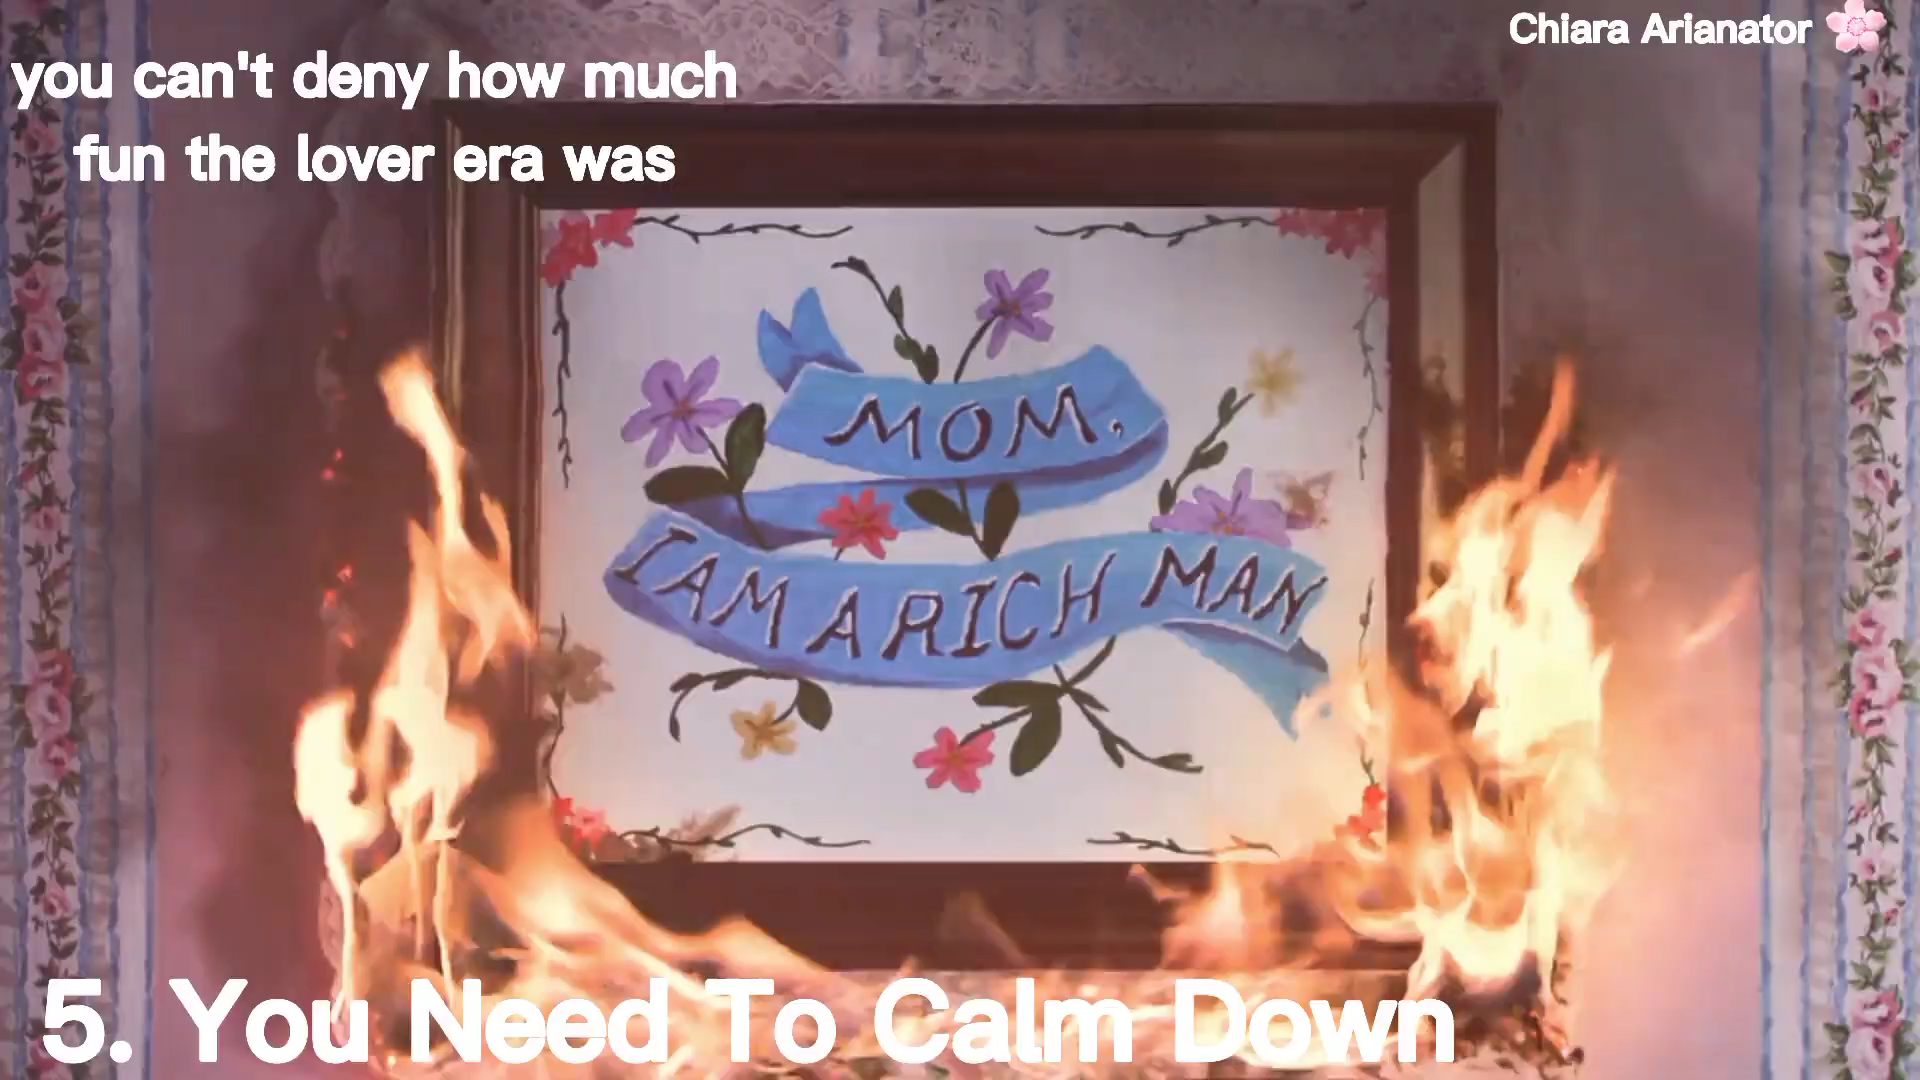 Chiara Arianator
you can't deny how much
fun the lover era was
MOM,
I AM A RICH MAN
5. You Need To Calm Down